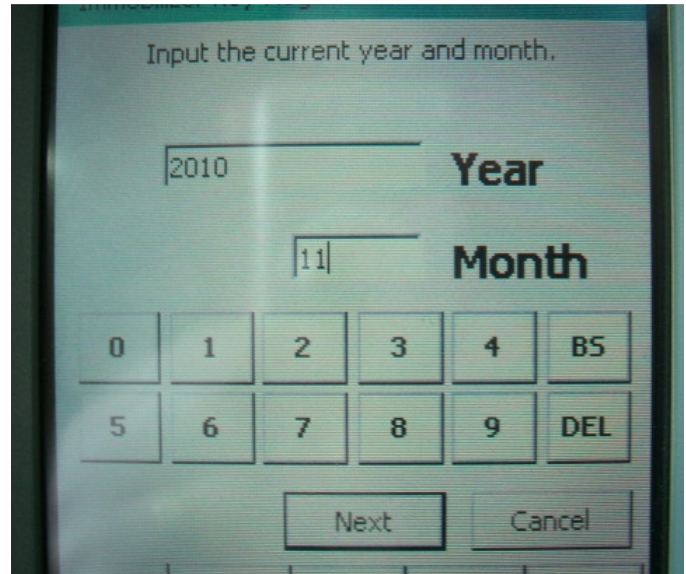 Input the current year and month.
2010 Year
11 Month
0 1 2 3 4 BS
5 6 7 8 9 DEL
Next Cancel